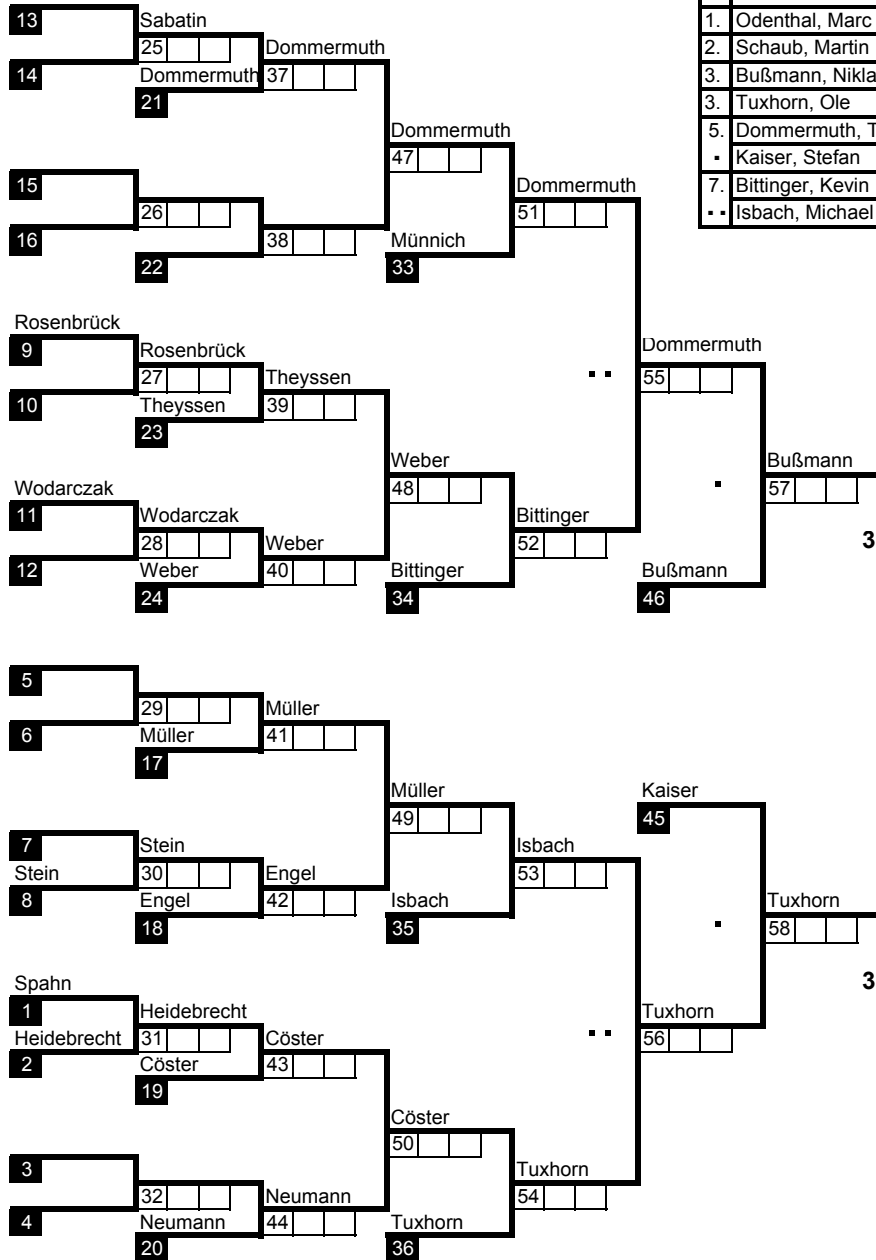 13 Sabatin
25 Dommermuth
14 Dommermuth 37
21
Dommermuth
47
15 Dommermuth
26 51
16 38 Münnich
22 33
1. Odenthal, Marc
2. Schaub, Martin
3. Bußmann, Nikla
3. Tuxhorn, Ole
5. Dommermuth, T
· Kaiser, Stefan
7. Bittinger, Kevin
·· Isbach, Michael
Rosenbrück
9 Rosenbrück Dommermuth
27 Theyssen ·· 55
10 Theyssen 39
23
Weber Bußmann
Wodarczak 48 · 57
11 Wodarczak Bittinger
28 Weber 52 3
12 Weber 40 Bittinger Bußmann
24 34 46
5
29 Müller
6 Müller 41
17
Müller Kaiser
49 45
7 Stein Isbach
Stein 30 Engel 53
8 Engel 42 Isbach Tuxhorn
18 35 · 58
Spahn 3
1 Heidebrecht Tuxhorn
Heidebrecht 31 Cöster ·· 56
2 Cöster 43
19
Cöster
50
3 Tuxhorn
32 Neumann 54
4 Neumann 44 Tuxhorn
20 36